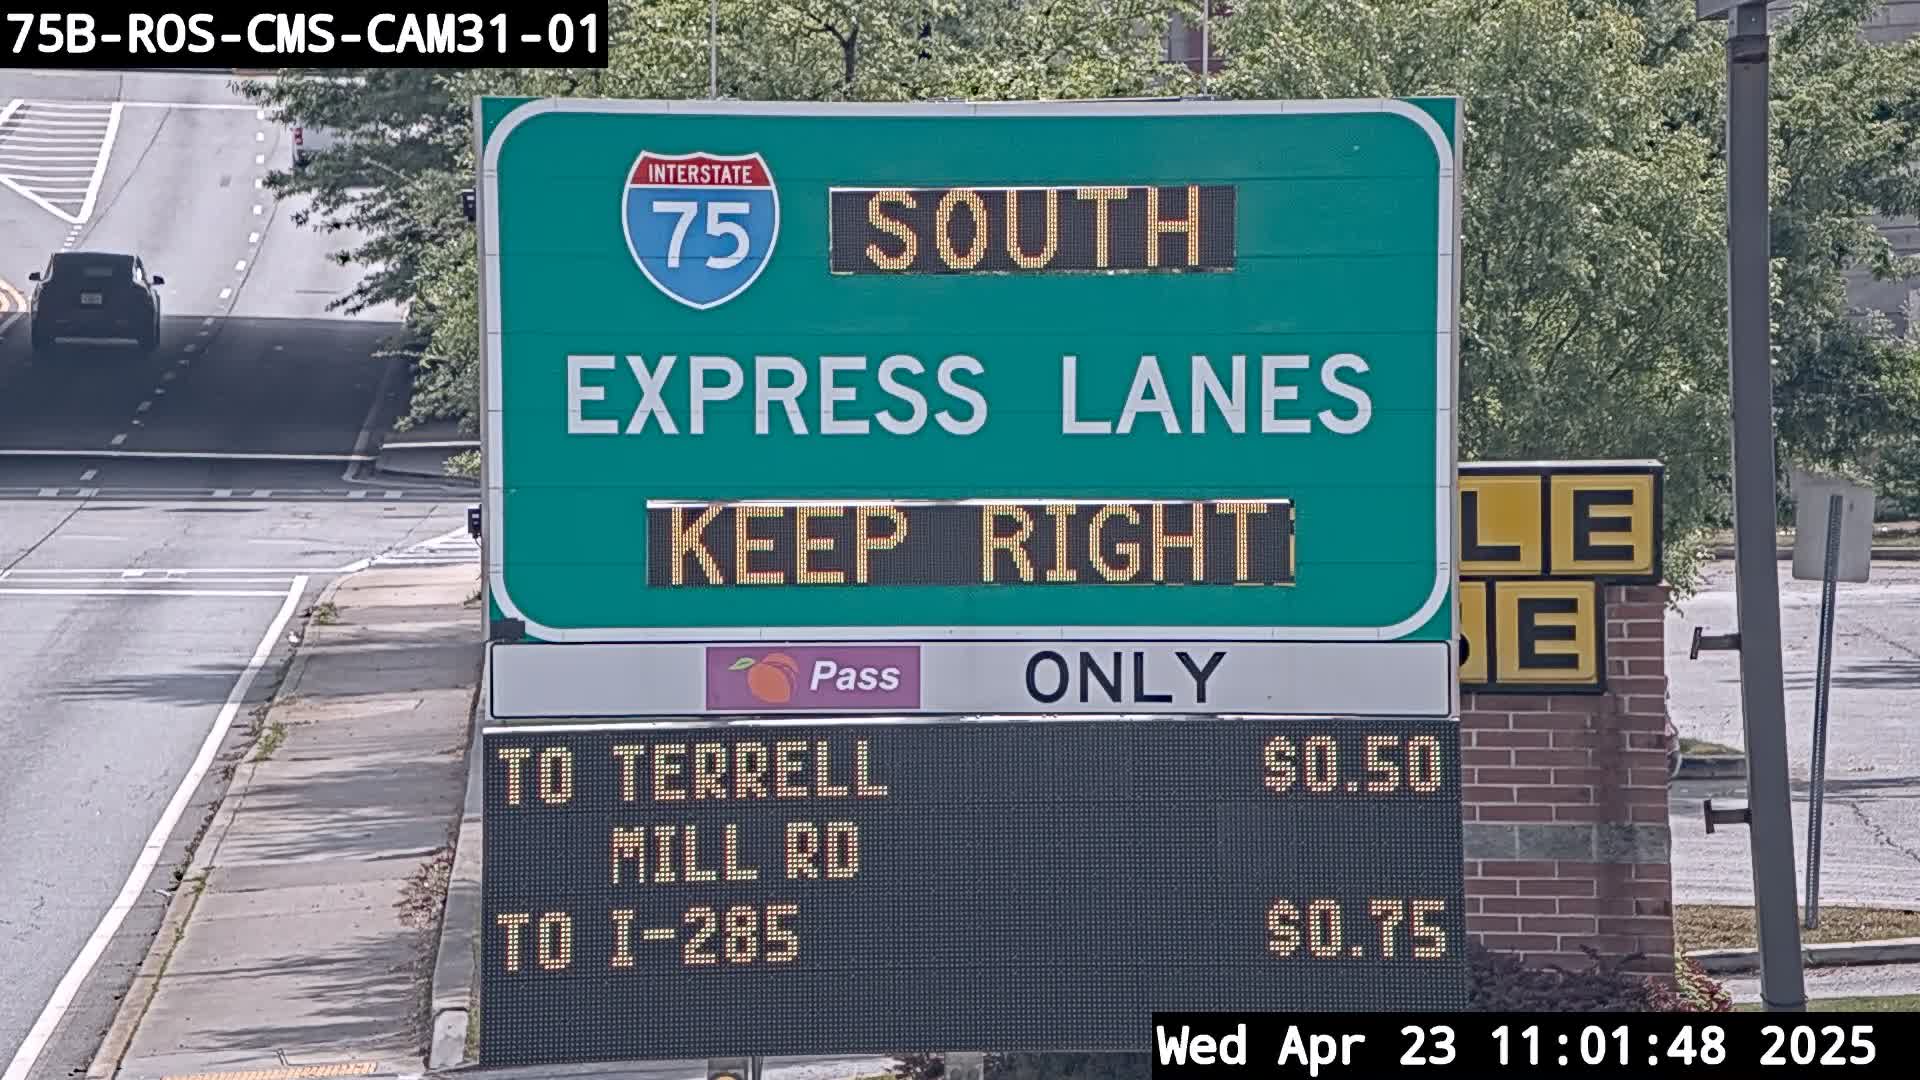 75B-ROS-CMS-CAM31-01
INTERSTATE
75
SOUTH
EXPRESS LANES
KEEP RIGHT
LE
E
Pass ONLY
TO TERRELL $0.50
MILL RD
TO I-285 $0.75
Wed Apr 23 11:01:48 2025